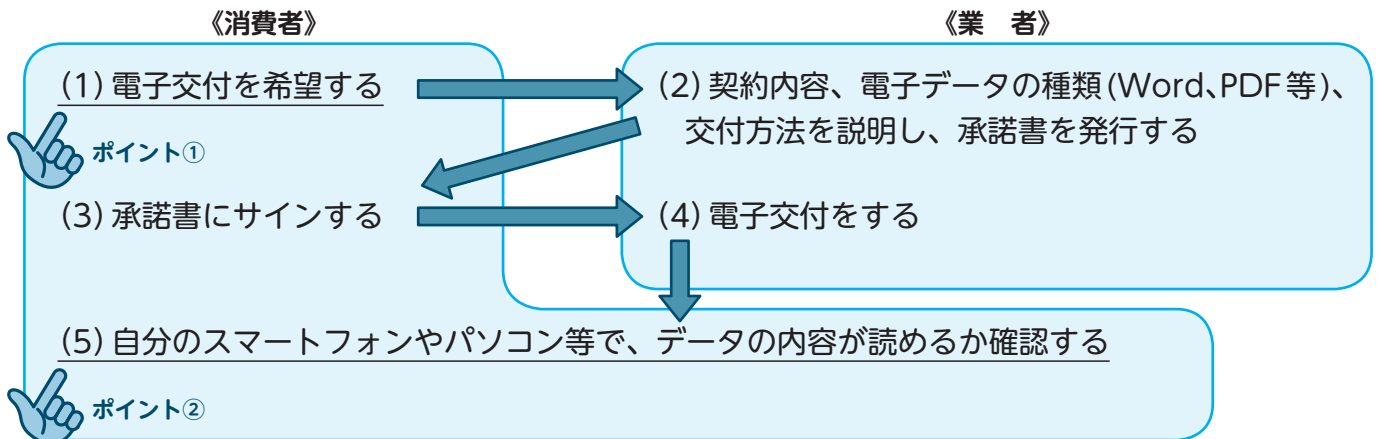 《消費者》
《業　者》
(1) 電子交付を希望する
(2) 契約内容、電子データの種類(Word、PDF等)、
交付方法を説明し、承諾書を発行する
ポイント①
(3) 承諾書にサインする
(4) 電子交付をする
(5) 自分のスマートフォンやパソコン等で、データの内容が読めるか確認する
ポイント②